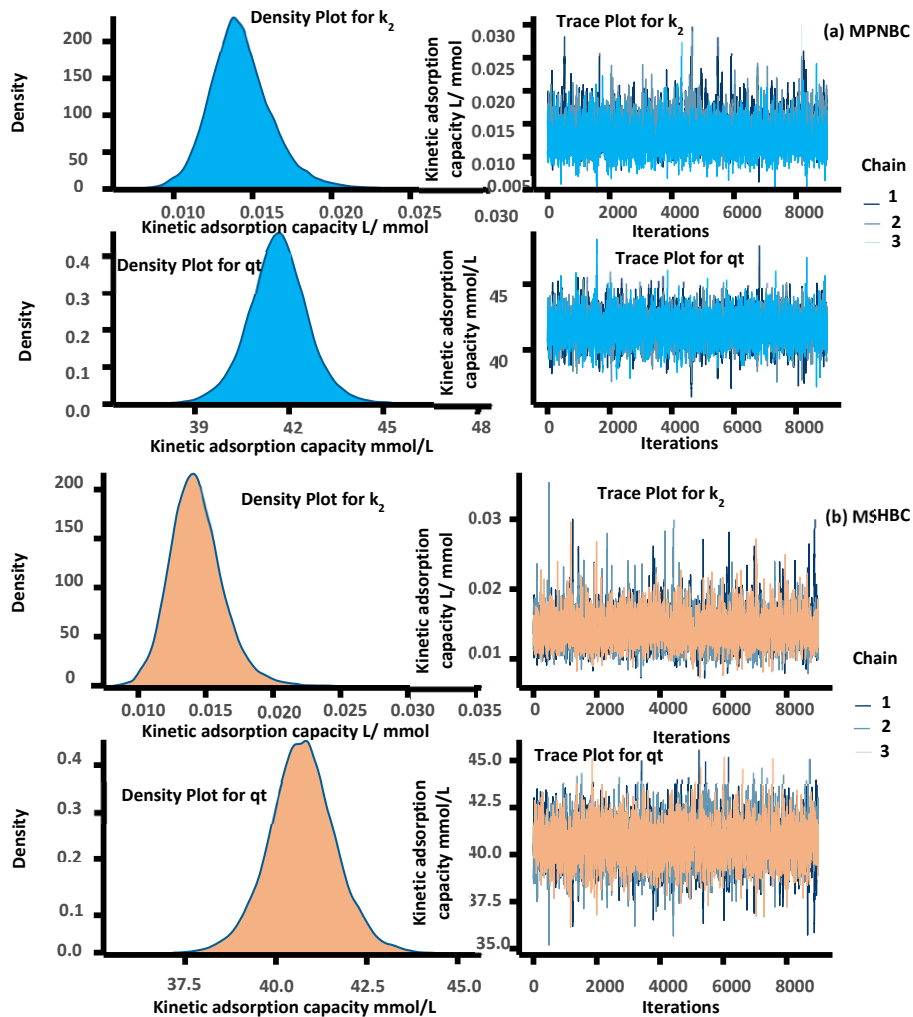 Density Plot for k2
200
150
100
50
0
Density
0.010
0.015
0.020
0.025
0.030
Kinetic adsorption capacity L/ mmol
Trace Plot for k2
(a) MPNBC
0.030
0.025
0.020
0.015
0.010
0.005
Kinetic adsorption
capacity L/ mmol
0
2000
4000
6000
8000
Iterations
Chain
1
2
3
Density Plot for qt
0.4
0.3
0.2
0.1
0.0
Density
39
42
45
48
Kinetic adsorption capacity mmol/L
Trace Plot for qt
45
40
Kinetic adsorption
capacity mmol/L
0
2000
4000
6000
8000
Iterations
Density Plot for k2
200
150
100
50
0
Density
0.010
0.015
0.020
0.025
0.030
0.035
Kinetic adsorption capacity L/ mmol
Trace Plot for k2
(b) MSHBC
0.03
0.02
0.01
Kinetic adsorption
capacity L/ mmol
0
2000
4000
6000
8000
Iterations
Chain
1
2
3
Density Plot for qt
0.4
0.3
0.2
0.1
0.0
Density
37.5
40.0
42.5
45.0
Kinetic adsorption capacity mmol/L
Trace Plot for qt
45.0
42.5
40.0
37.5
35.0
Kinetic adsorption
capacity mmol/L
0
2000
4000
6000
8000
Iterations